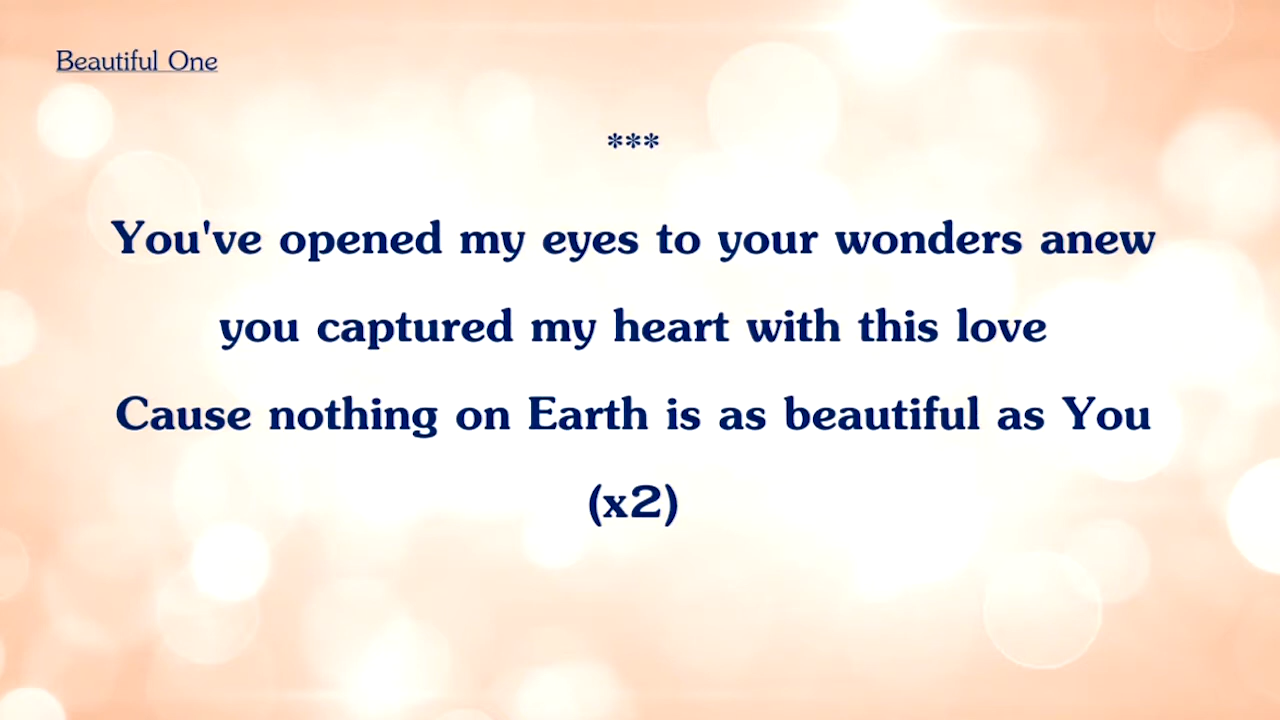 Beautiful One
***
You've opened my eyes to your wonders anew
you captured my heart with this love
Cause nothing on Earth is as beautiful as You
(x2)